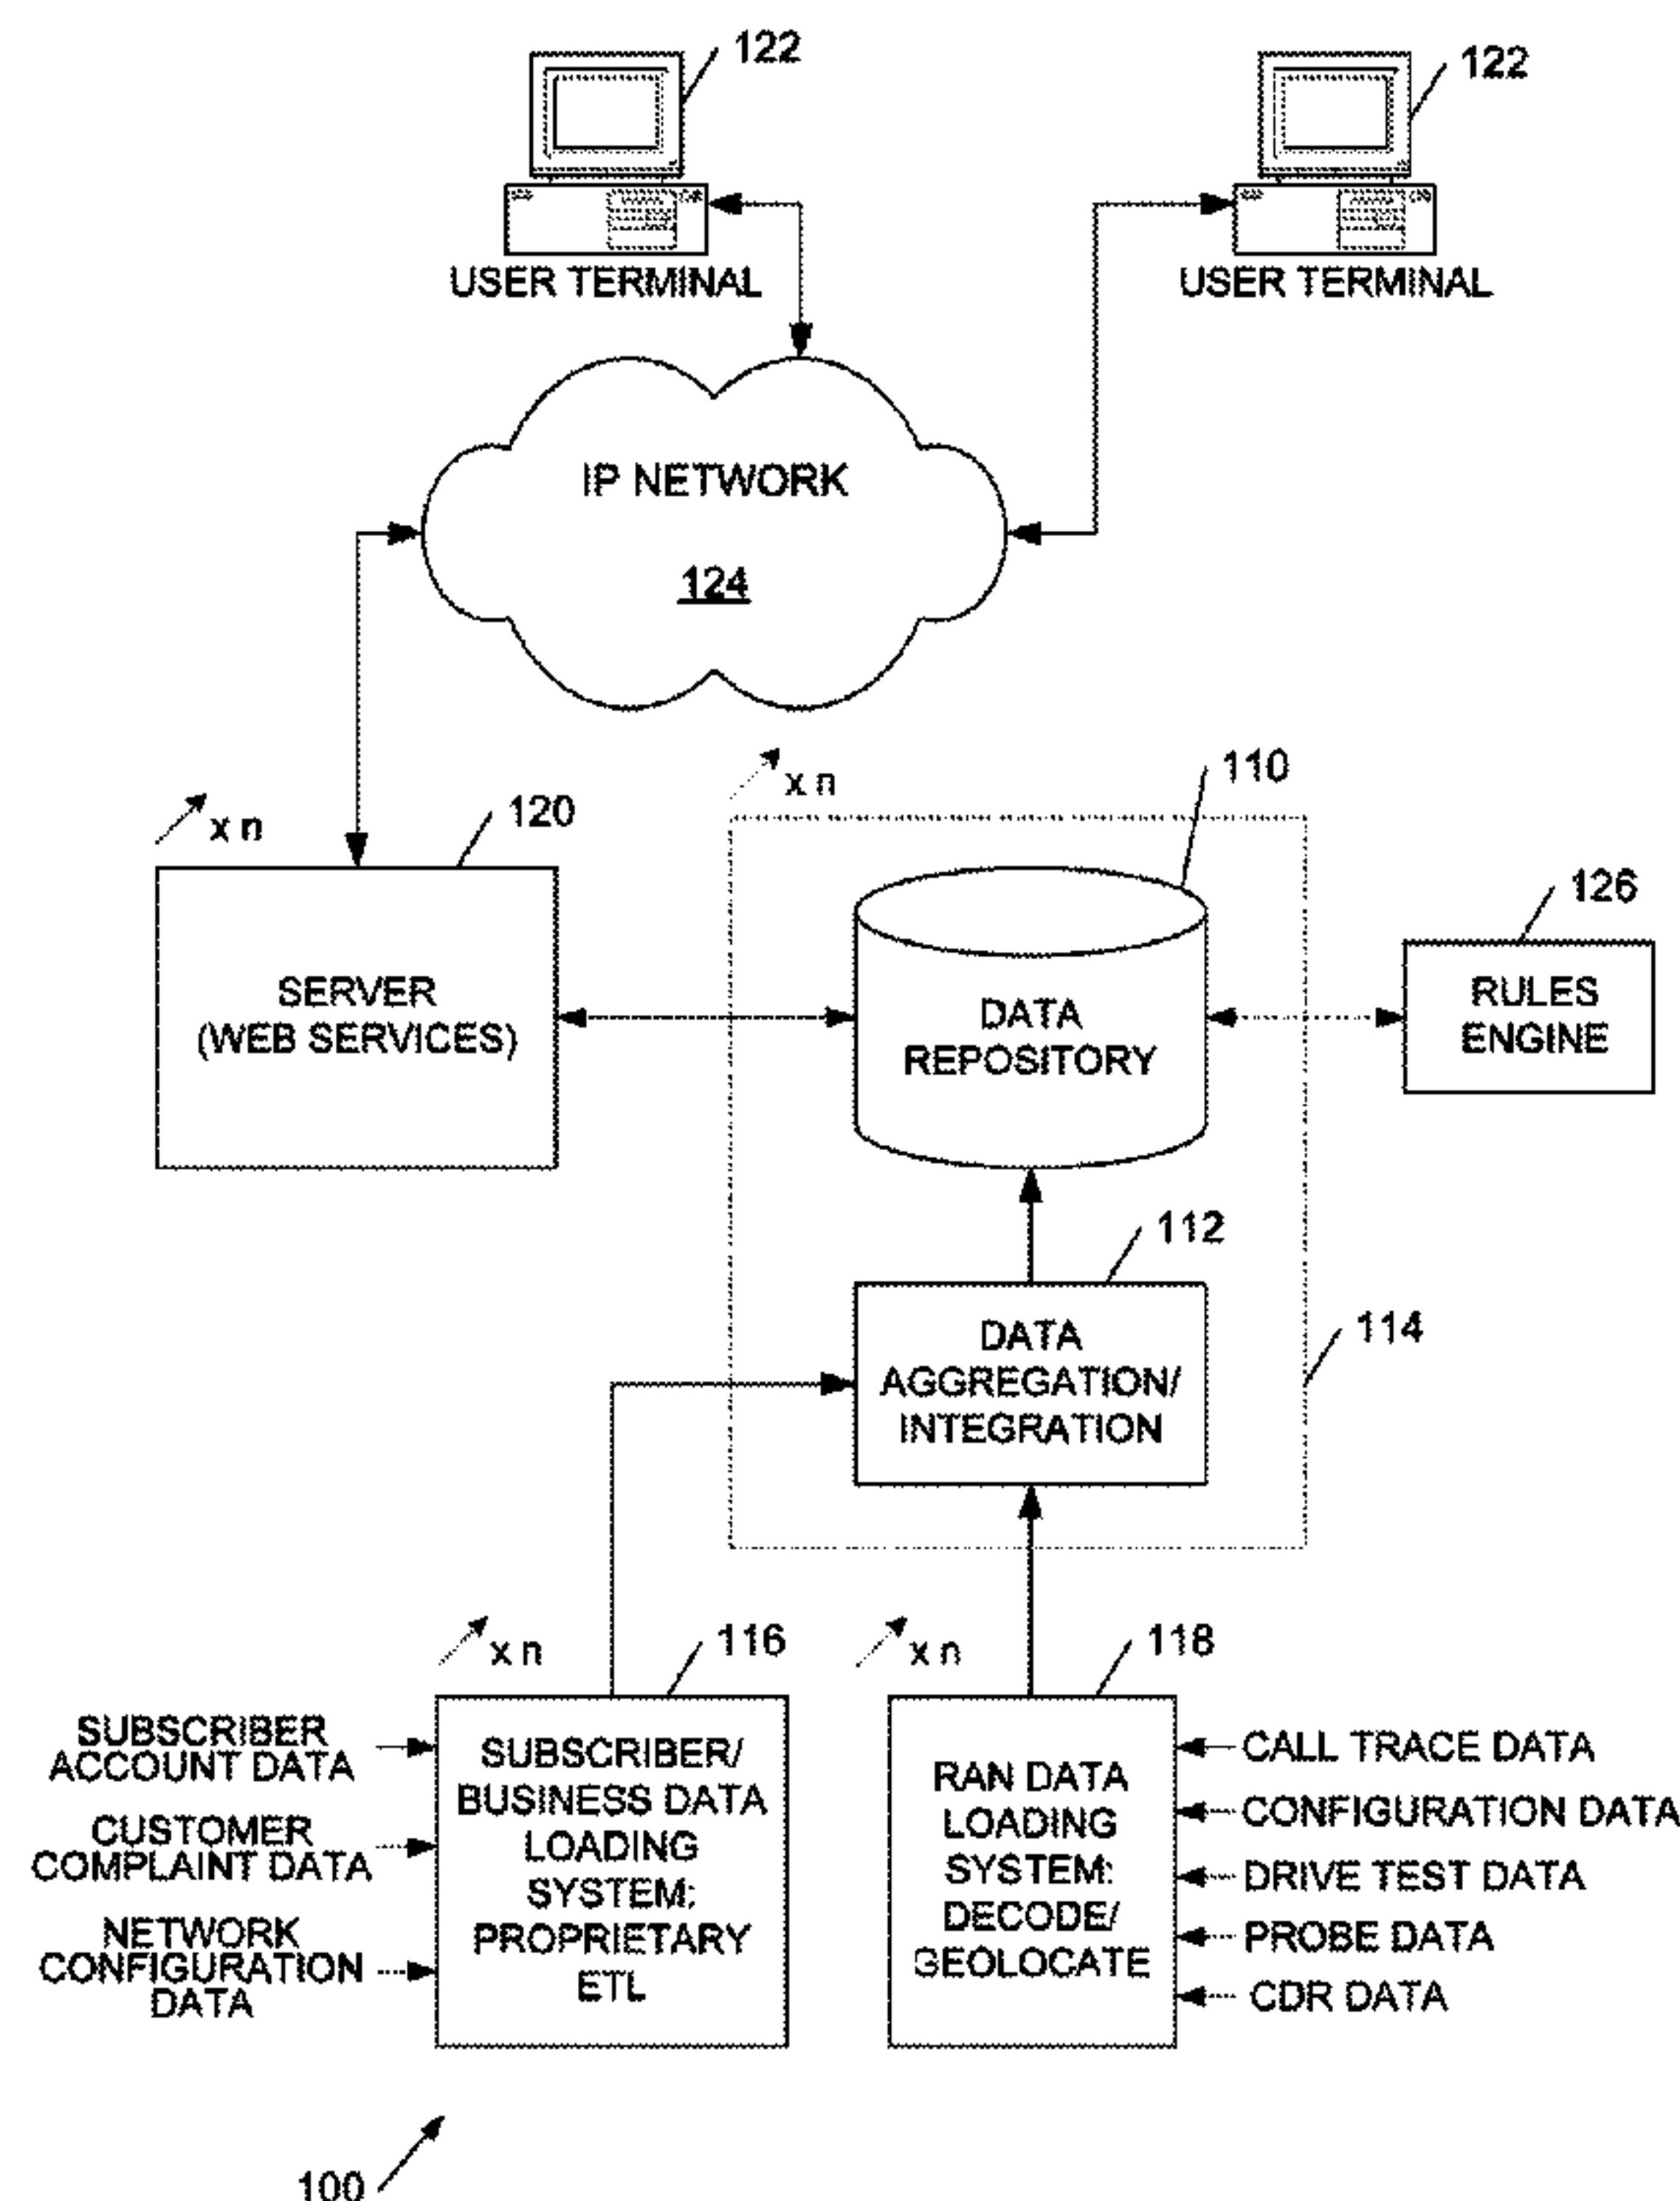 122
122
USER TERMINAL
USER TERMINAL
IP NETWORK
124
x n
110
x n
120
126
SERVER
(WEB SERVICES)
DATA
REPOSITORY
RULES
ENGINE
112
DATA
AGGREGATION/
INTEGRATION
114
x n
116
x n
118
SUBSCRIBER
ACCOUNT DATA
CUSTOMER
COMPLAINT DATA
NETWORK
CONFIGURATION
DATA
SUBSCRIBER/
BUSINESS DATA
LOADING
SYSTEM:
PROPRIETARY
ETL
RAN DATA
LOADING
SYSTEM:
DECODE/
GEOLOCATE
CALL TRACE DATA
CONFIGURATION DATA
DRIVE TEST DATA
PROBE DATA
CDR DATA
100